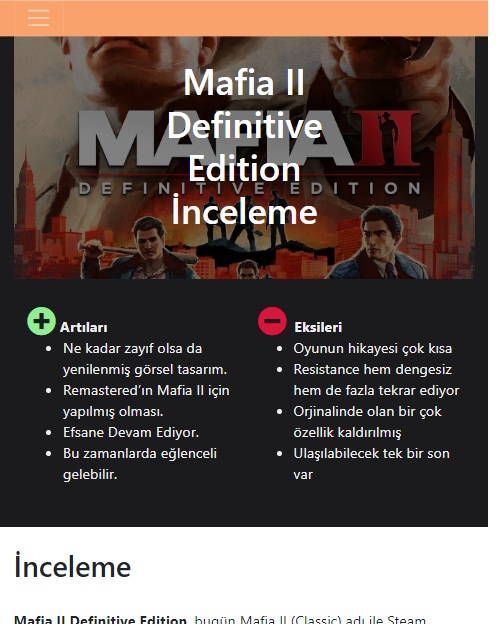 Mafia II
Definitive
Edition
İnceleme
MAFIA II
DEFINITIVE EDITION
Artıları
Ne kadar zayıf olsa da
yenilenmiş görsel tasarım.
Remastered’ın Mafia II için
yapılmış olması.
Efsane Devam Ediyor.
Bu zamanlarda eğlenceli
gelebilir.
Eksileri
Oyunun hikayesi çok kısa
Resistance hem dengesiz
hem de fazla tekrar ediyor
Orjinalinde olan bir çok
özellik kaldırılmış
Ulaşılabilecek tek bir son
var
İnceleme
Mafia II Definitive Edition, bugün Mafia II (Classic) adı ile Steam